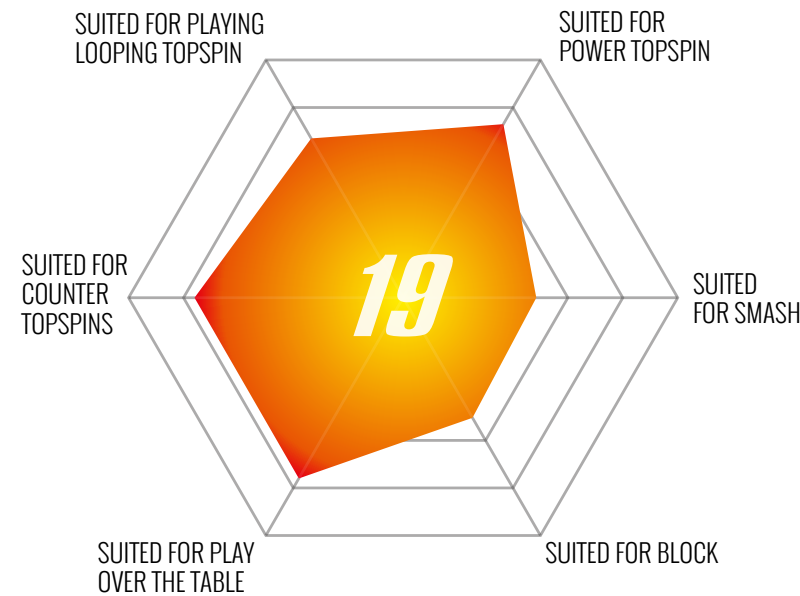 SUITED FOR PLAYING
LOOPING TOPSPIN
SUITED FOR
POWER TOPSPIN
SUITED FOR
COUNTER
TOPSPINS
19
SUITED
FOR SMASH
SUITED FOR PLAY
OVER THE TABLE
SUITED FOR BLOCK